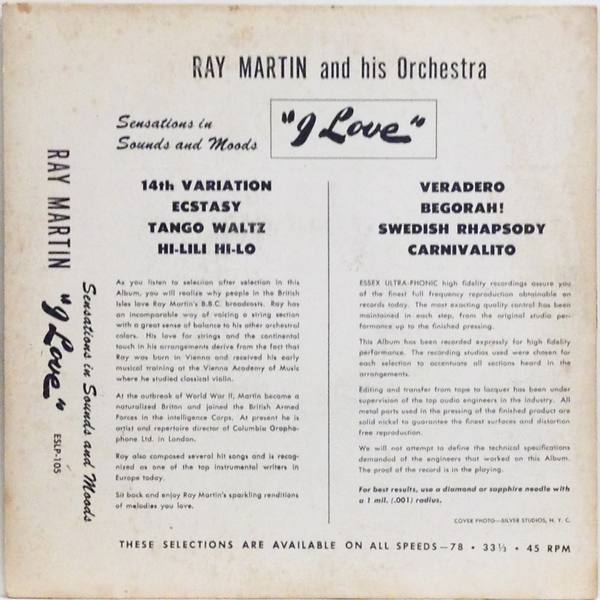 RAY MARTIN and his Orchestra
Sensations in
Sounds and Moods
"I Love"
14th VARIATION
ECSTASY
TANGO WALTZ
HI-LILI HI-LO
VERADERO
BEGORAH!
SWEDISH RHAPSODY
CARNIVALITO
As you listen to selection after selection in this
Album, you will realize why people in the British
Isles love Ray Martin's B.B.C. broadcasts. Ray has
an incomparable way of voicing a string section
with a great sense of balance to his other orchestral
colors. His love for strings and the continental
touch in his arrangements derive from the fact that
Ray was born in Vienna and received his early
musical training at the Vienna Academy of Music
where he studied classical violin.
At the outbreak of World War II, Martin became a
naturalized Briton and joined the British Armed
Forces in the intelligence Corps. At present he is
artist and repertoire director of Columbia Grapho-
phone Ltd. in London.
Ray also composed several hit songs and is recog-
nized as one of the top instrumental writers in
Europe today.
Sit back and enjoy Ray Martin's sparkling renditions
of melodies you love.
ESSEX ULTRA-PHONIC high fidelity recordings assure you
of the finest full frequency reproduction obtainable on
records today. The most exacting quality control has been
maintained in each step, from the original studio per-
formance up to the finished pressing.
This Album has been recorded expressly for high fidelity
performance. The recording studios used were chosen for
each selection to accentuate all sections heard in the
arrangements.
Editing and transfer from tape to lacquer has been under
supervision of the top audio engineers in the industry. All
metal parts used in the pressing of the finished product are
solid nickel to guarantee the finest surfaces and distortion
free reproduction.
We will not attempt to define the technical specifications
demanded of the engineers that worked on this Album.
The proof of the record is in the playing.
For best results, use a diamond or sapphire needle with
a 1 mil. (.001) radius.
COVER PHOTO—SILVER STUDIOS, N. Y. C.
THESE SELECTIONS ARE AVAILABLE ON ALL SPEEDS—78 • 33⅓ • 45 RPM
RAY MARTIN
Sensations in Sounds and Moods
"I Love"
ESLP-105